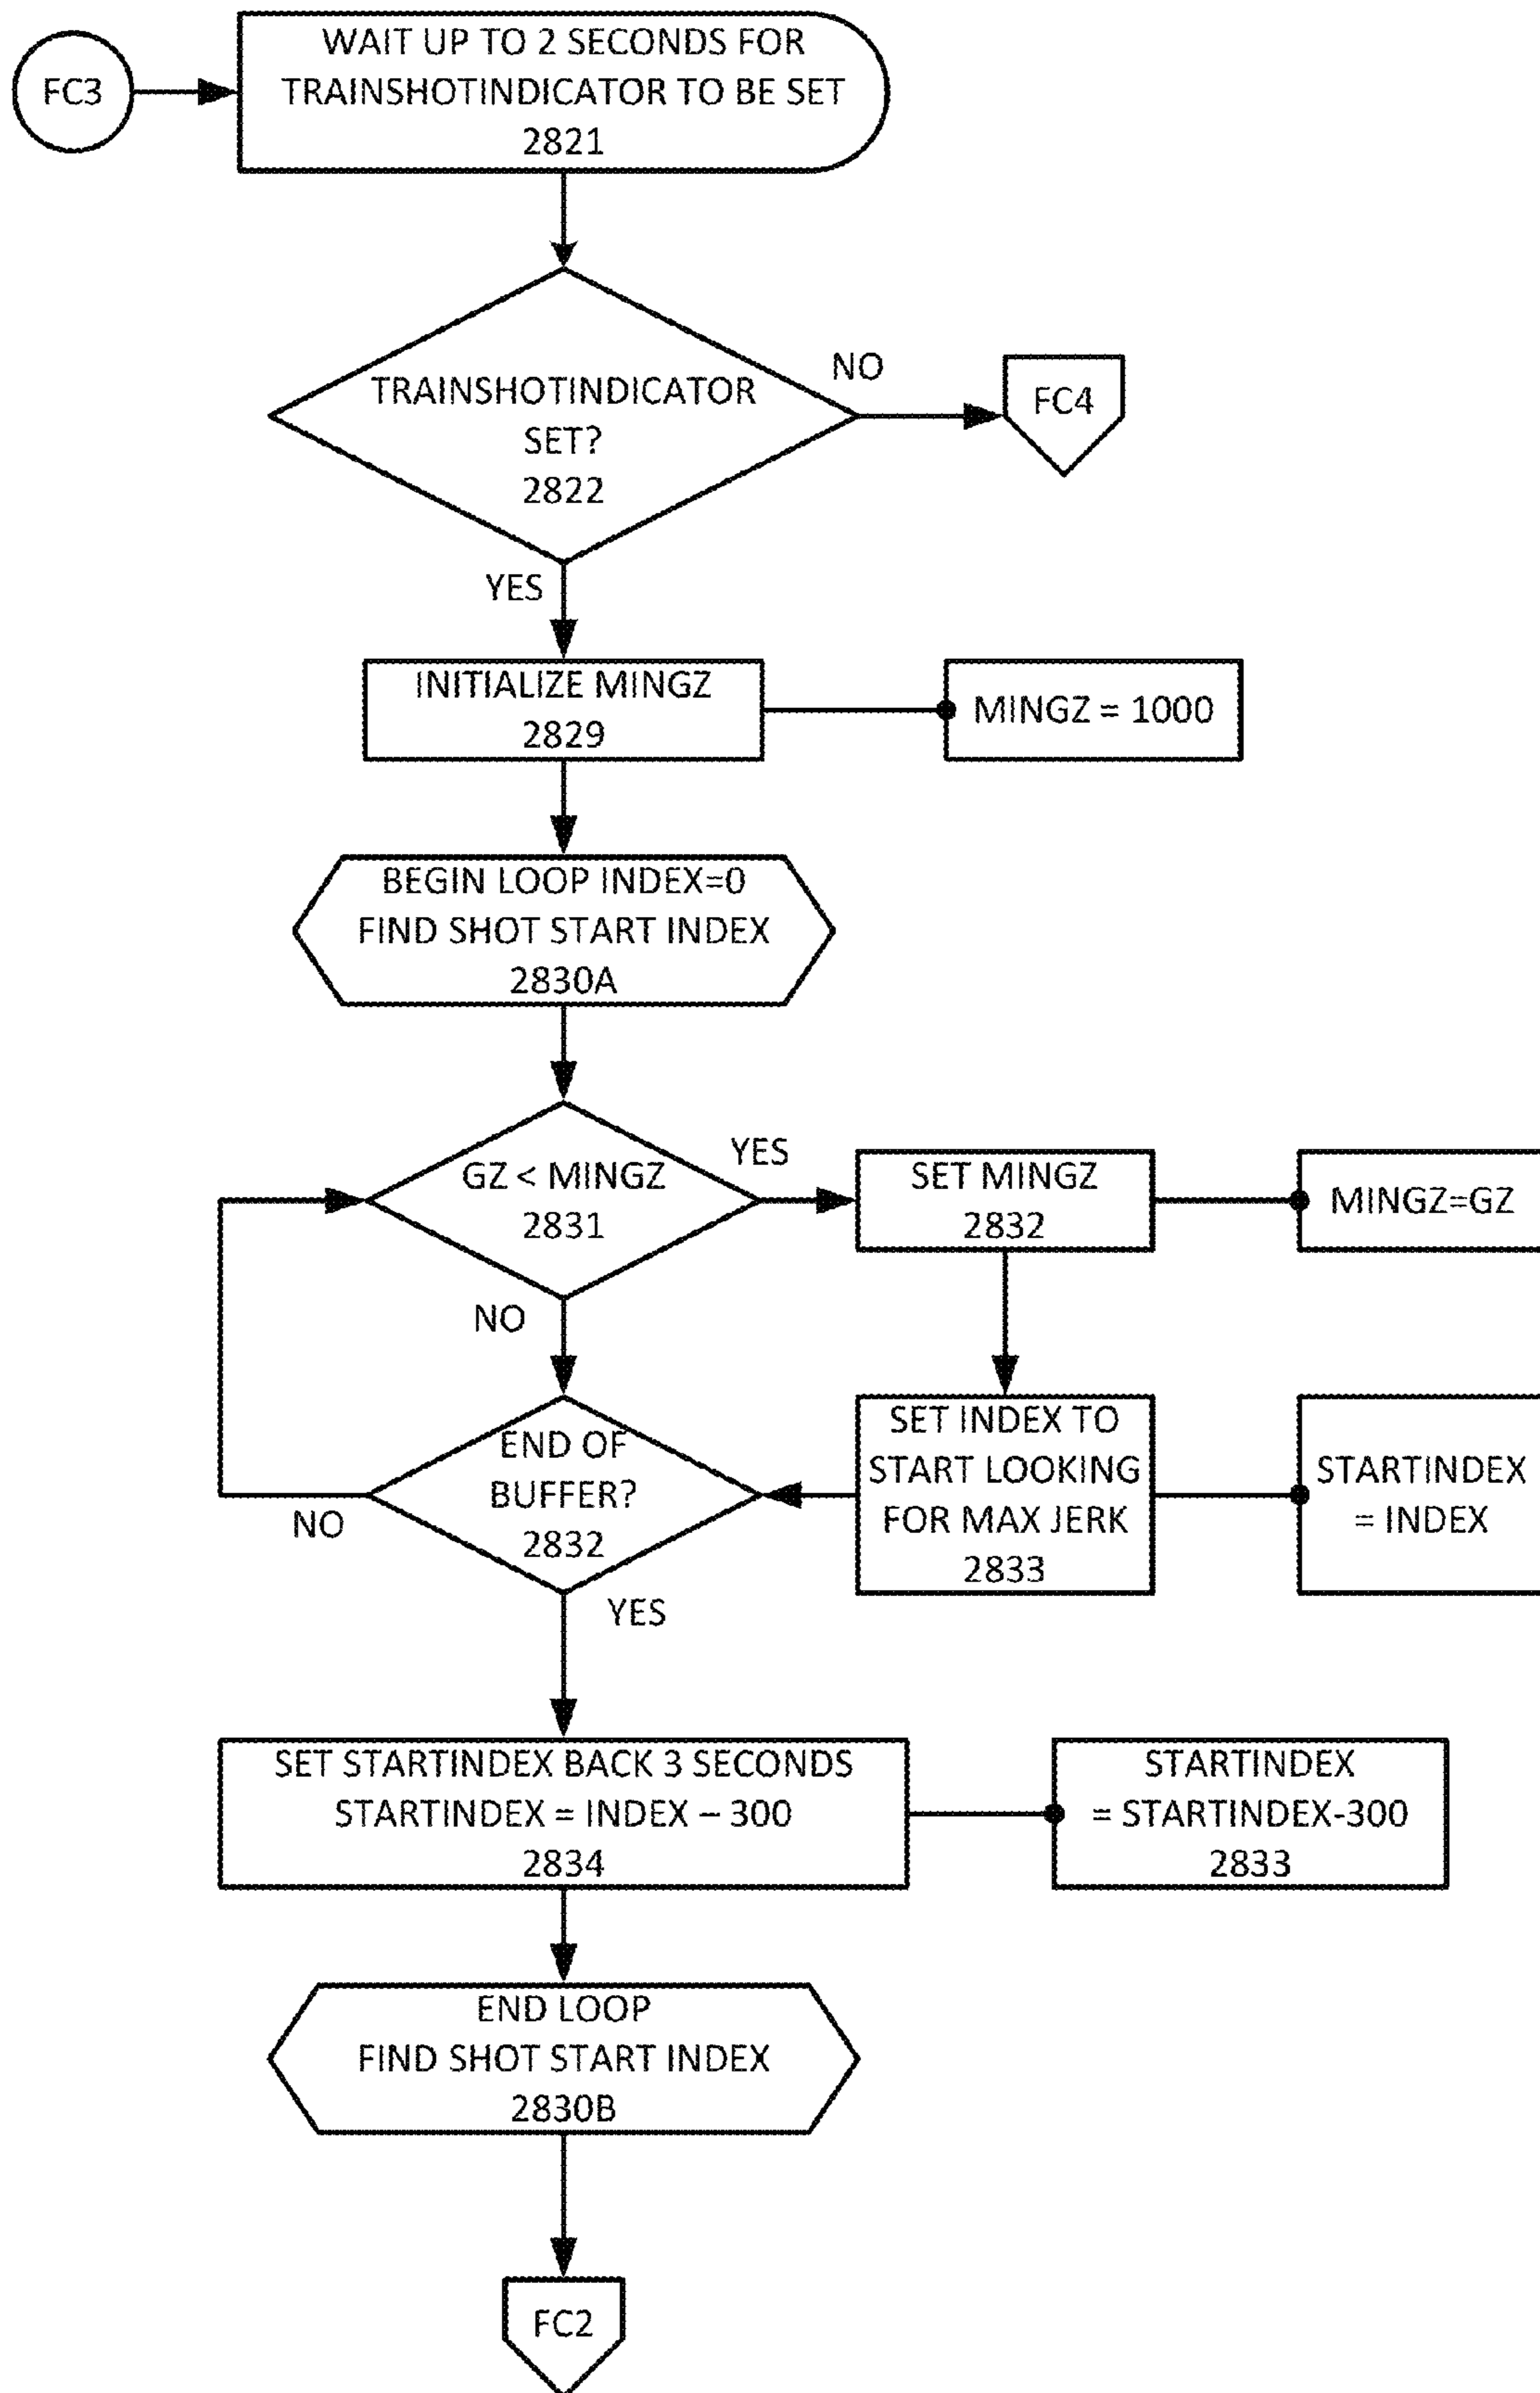 FC3
WAIT UP TO 2 SECONDS FOR
TRAINSHOTINDICATOR TO BE SET
2821
TRAINSHOTINDICATOR
SET?
2822
NO
FC4
YES
INITIALIZE MINGZ
2829
MINGZ = 1000
BEGIN LOOP INDEX=0
FIND SHOT START INDEX
2830A
GZ < MINGZ
2831
YES
SET MINGZ
2832
MINGZ=GZ
NO
END OF
BUFFER?
2832
NO
SET INDEX TO
START LOOKING
FOR MAX JERK
2833
STARTINDEX
= INDEX
YES
SET STARTINDEX BACK 3 SECONDS
STARTINDEX = INDEX – 300
2834
STARTINDEX
= STARTINDEX-300
2833
END LOOP
FIND SHOT START INDEX
2830B
FC2